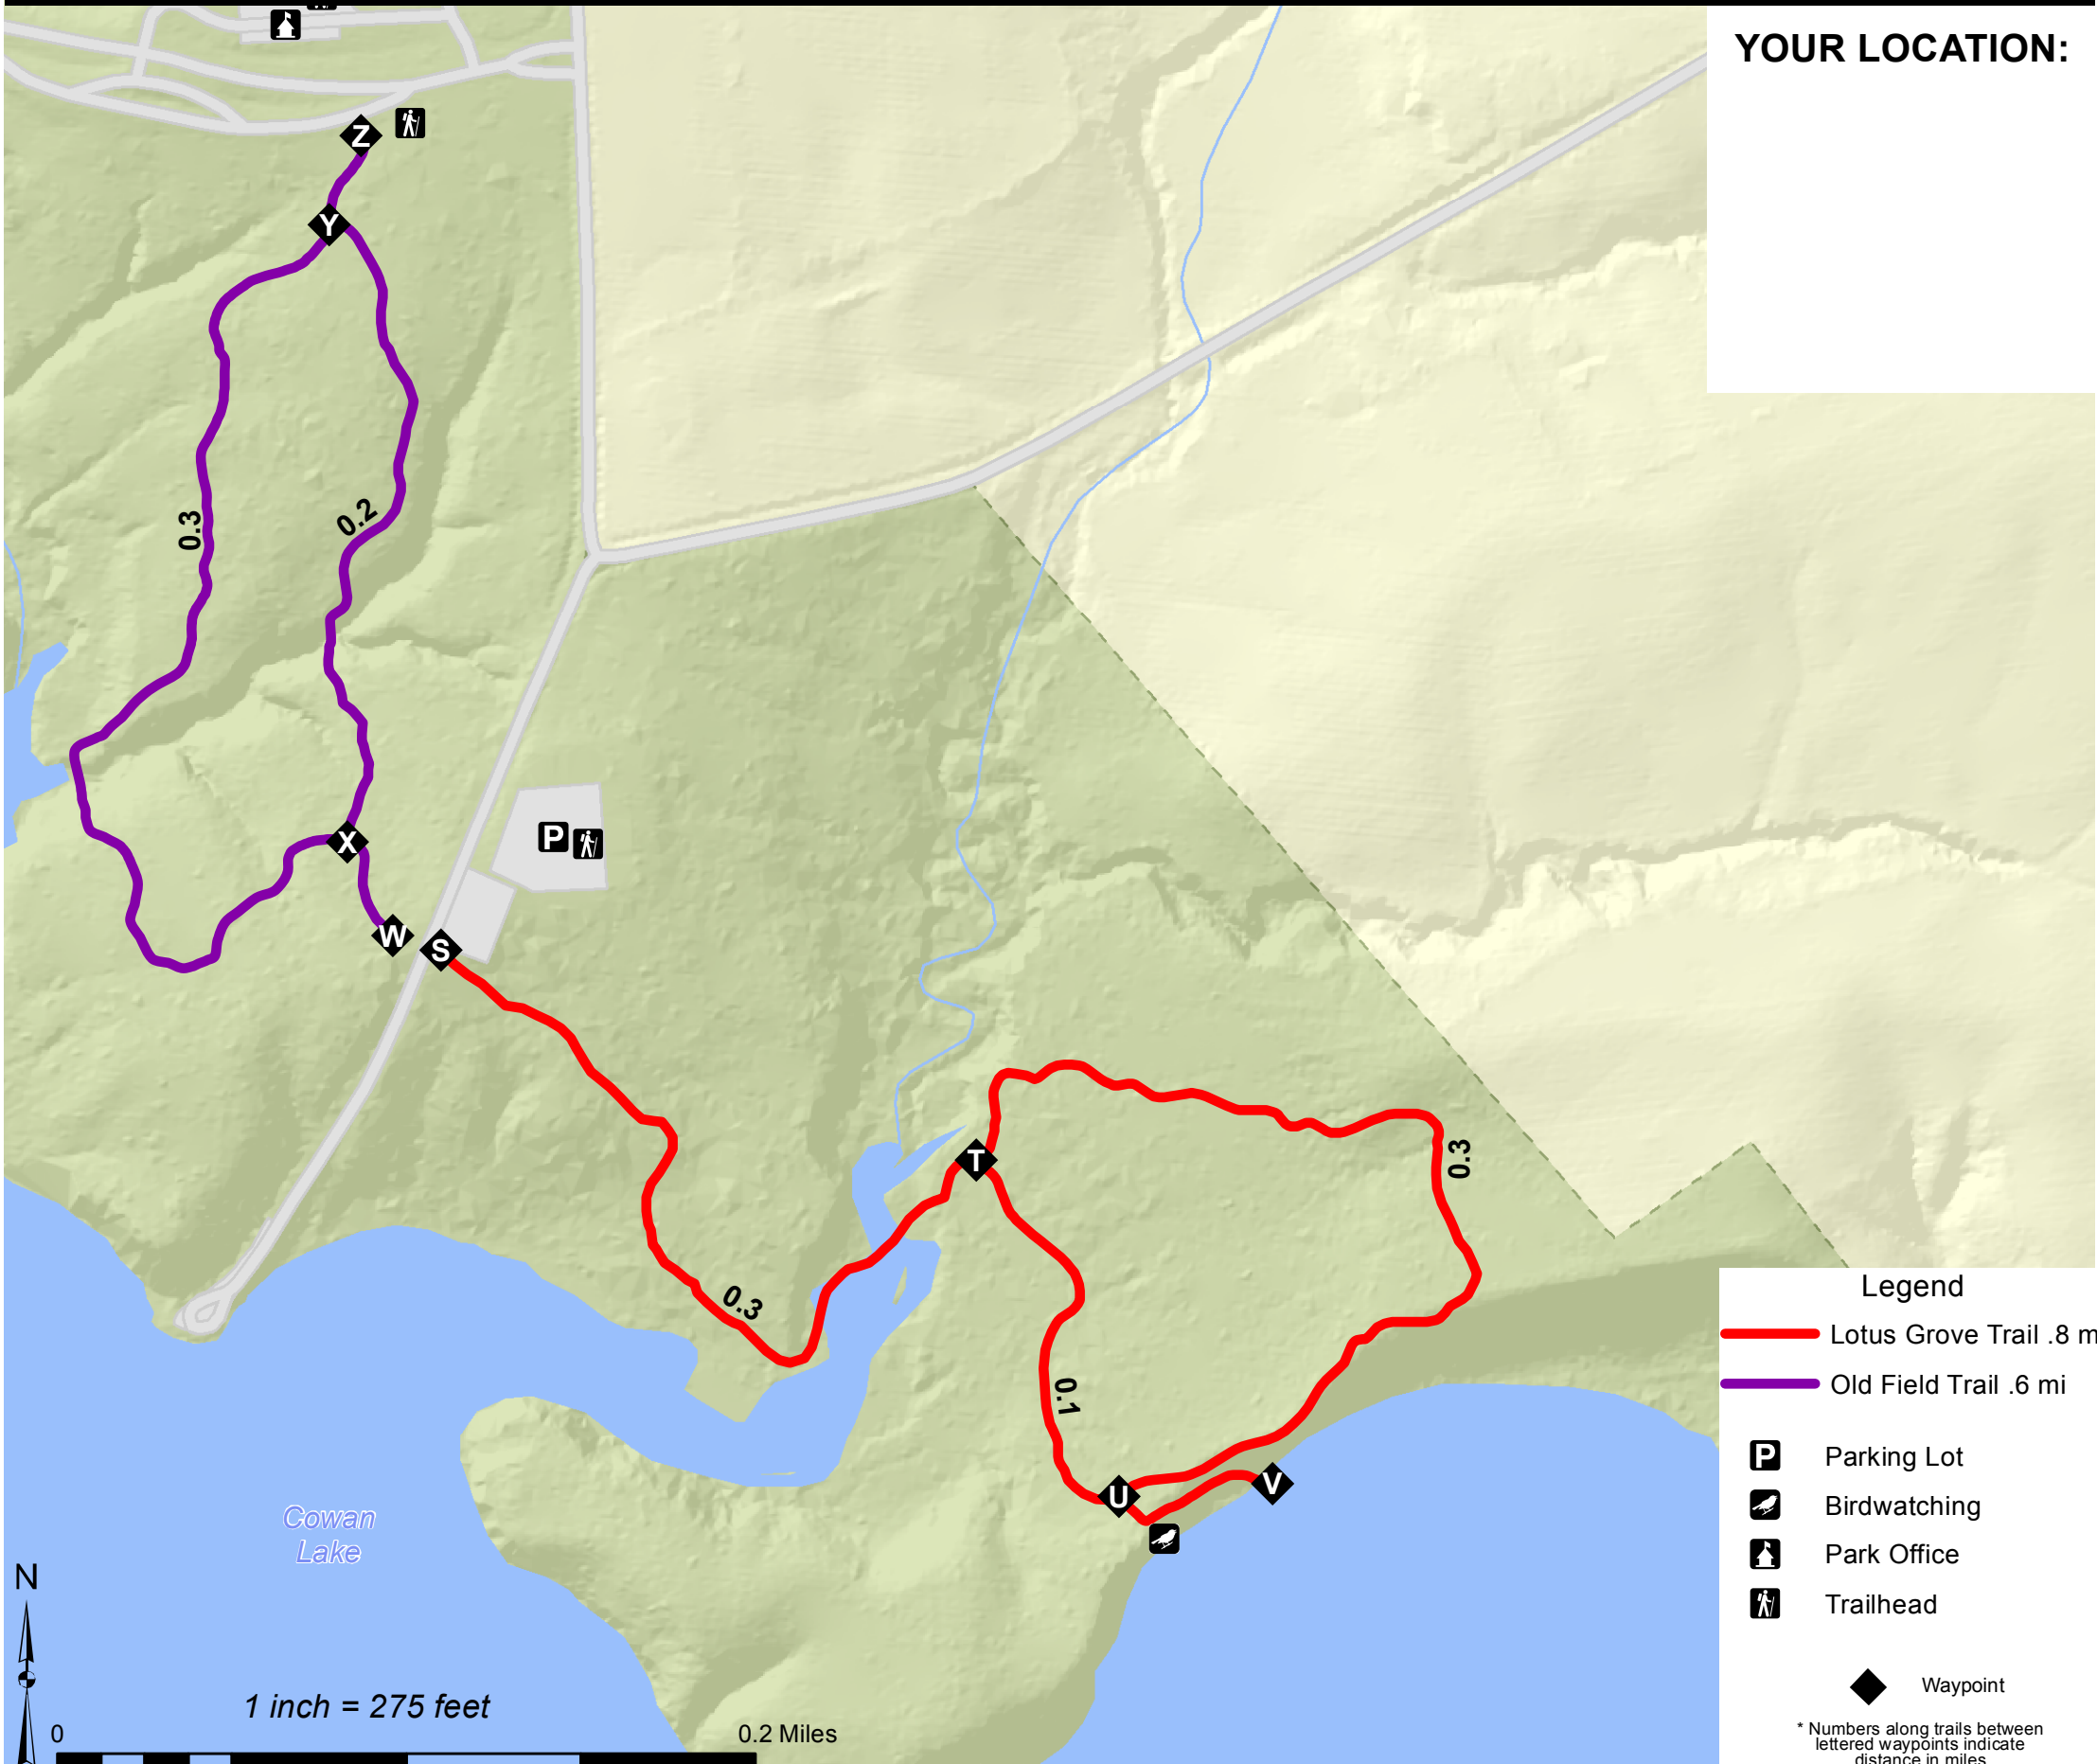 YOUR LOCATION:
Z
Y
0.3
0.2
X
P
W
S
T
0.3
0.3
0.1
U
V
Cowan
Lake
N
1 inch = 275 feet
0
0.2 Miles
Legend
Lotus Grove Trail .8 m
Old Field Trail .6 mi
P Parking Lot
Birdwatching
Park Office
Trailhead
Waypoint
* Numbers along trails between
lettered waypoints indicate
distance in miles